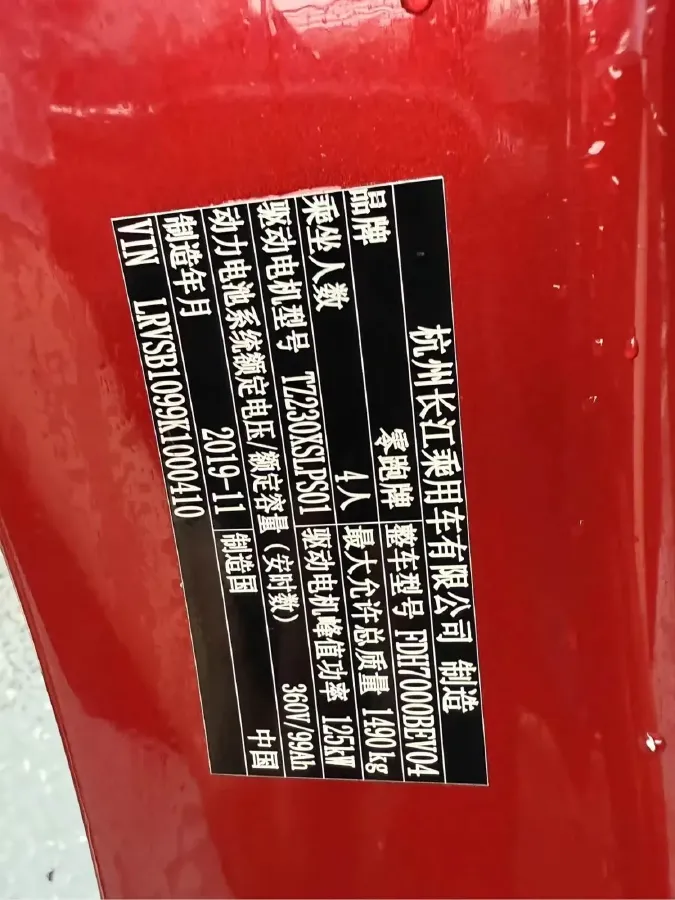 杭州长江乘用车有限公司 制造
品牌 零跑牌 整车型号 FDH7000BEV04
乘坐人数 4人 最大允许总质量 1490kg
驱动电机型号 TZ230XSLPS01 驱动电机峰值功率 125kW
动力电池系统额定电压/额定容量(安时数) 360V/99Ah
制造年月 2019-11 制造国 中国
VIN LRVSB1099K1000410